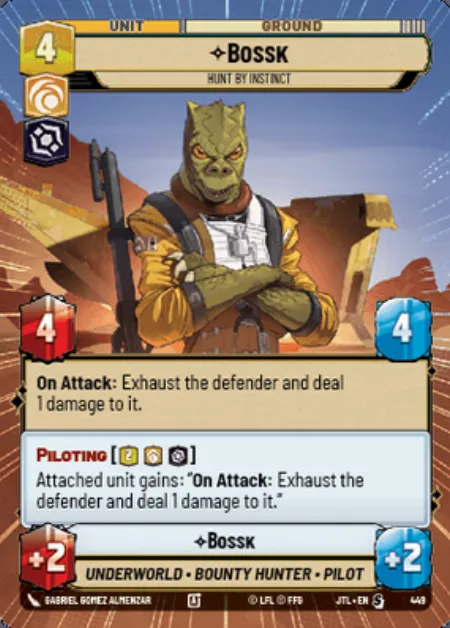 UNIT GROUND
4
BOSSK
HUNT BY INSTINCT
4 4
On Attack: Exhaust the defender and deal
1 damage to it.
PILOTING [2]
Attached unit gains: “On Attack: Exhaust the
defender and deal 1 damage to it.”
BOSSK
+2 +2
UNDERWORLD • BOUNTY HUNTER • PILOT
GABRIEL GOMEZ ALMENZAR © LFL © FFG JTL • EN 449